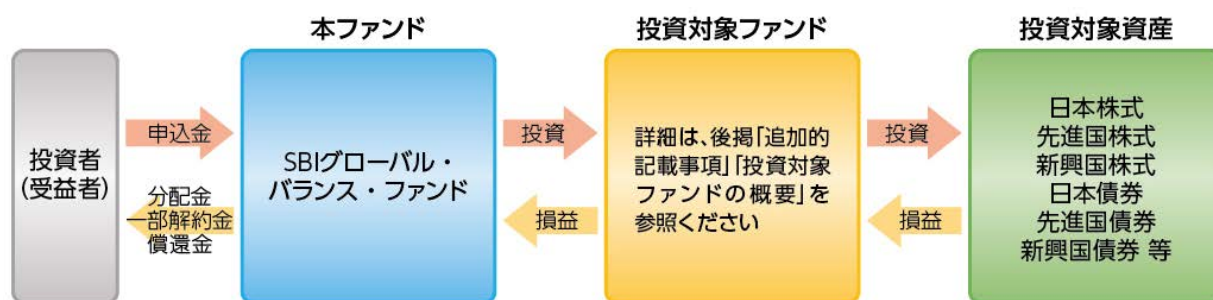 本ファンド
投資対象ファンド
投資対象資産
投資者
(受益者)
申込金
分配金
一部解約金
償還金
SBIグローバル・
バランス・ファンド
投資
損益
詳細は、後掲「追加的
記載事項」「投資対象
ファンドの概要」を
参照ください
投資
損益
日本株式
先進国株式
新興国株式
日本債券
先進国債券
新興国債券 等